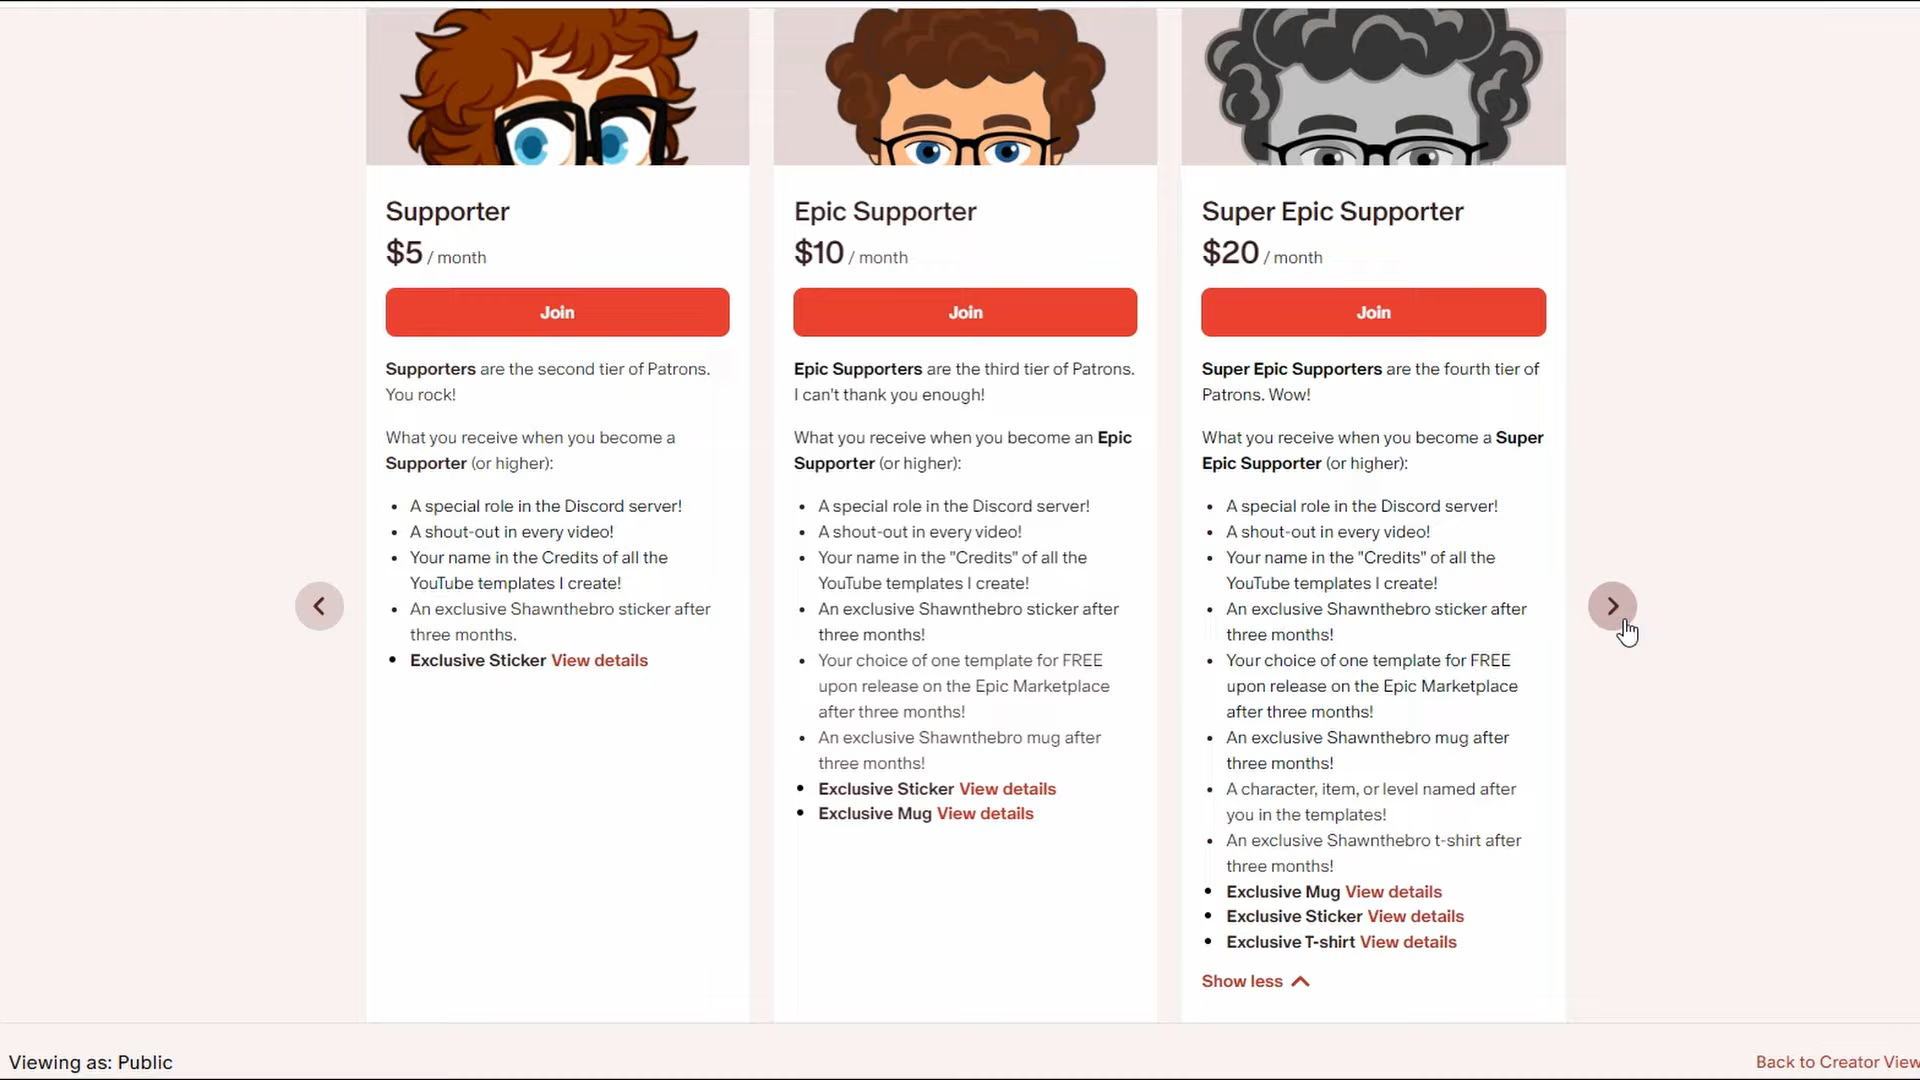 Supporter
$5 / month
Join
Supporters are the second tier of Patrons.
You rock!
What you receive when you become a
Supporter (or higher):
• A special role in the Discord server!
• A shout-out in every video!
• Your name in the Credits of all the
YouTube templates I create!
• An exclusive Shawnthebro sticker after
three months.
• Exclusive Sticker View details
Epic Supporter
$10 / month
Join
Epic Supporters are the third tier of Patrons.
I can't thank you enough!
What you receive when you become an Epic
Supporter (or higher):
• A special role in the Discord server!
• A shout-out in every video!
• Your name in the "Credits" of all the
YouTube templates I create!
• An exclusive Shawnthebro sticker after
three months!
• Your choice of one template for FREE
upon release on the Epic Marketplace
after three months!
• An exclusive Shawnthebro mug after
three months!
• Exclusive Sticker View details
• Exclusive Mug View details
Super Epic Supporter
$20 / month
Join
Super Epic Supporters are the fourth tier of
Patrons. Wow!
What you receive when you become a Super
Epic Supporter (or higher):
• A special role in the Discord server!
• A shout-out in every video!
• Your name in the "Credits" of all the
YouTube templates I create!
• An exclusive Shawnthebro sticker after
three months!
• Your choice of one template for FREE
upon release on the Epic Marketplace
after three months!
• An exclusive Shawnthebro mug after
three months!
• A character, item, or level named after
you in the templates!
• An exclusive Shawnthebro t-shirt after
three months!
• Exclusive Mug View details
• Exclusive Sticker View details
• Exclusive T-shirt View details
Show less
Viewing as: Public
Back to Creator View